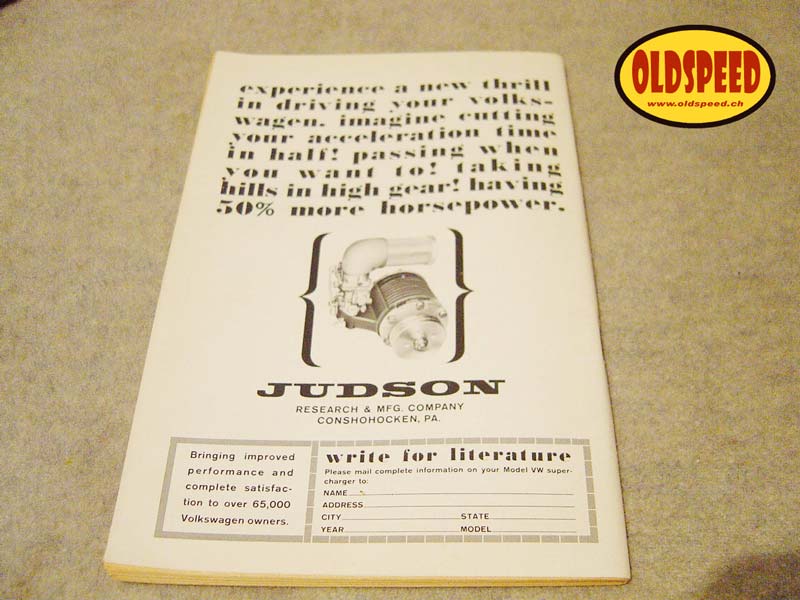 OLDSPEED
www.oldspeed.ch
experience a new thrill
in driving your volks-
wagen. imagine cutting
your acceleration time
in half! passing when
you want to! taking
hills in high gear! having
50% more horsepower.
JUDSON
RESEARCH & MFG. COMPANY
CONSHOHOCKEN, PA.
Bringing improved
performance and
complete satisfac-
tion to over 65,000
Volkswagen owners.
write for literature
Please mail complete information on your Model VW super-
charger to:
NAME
ADDRESS
CITY STATE
YEAR MODEL